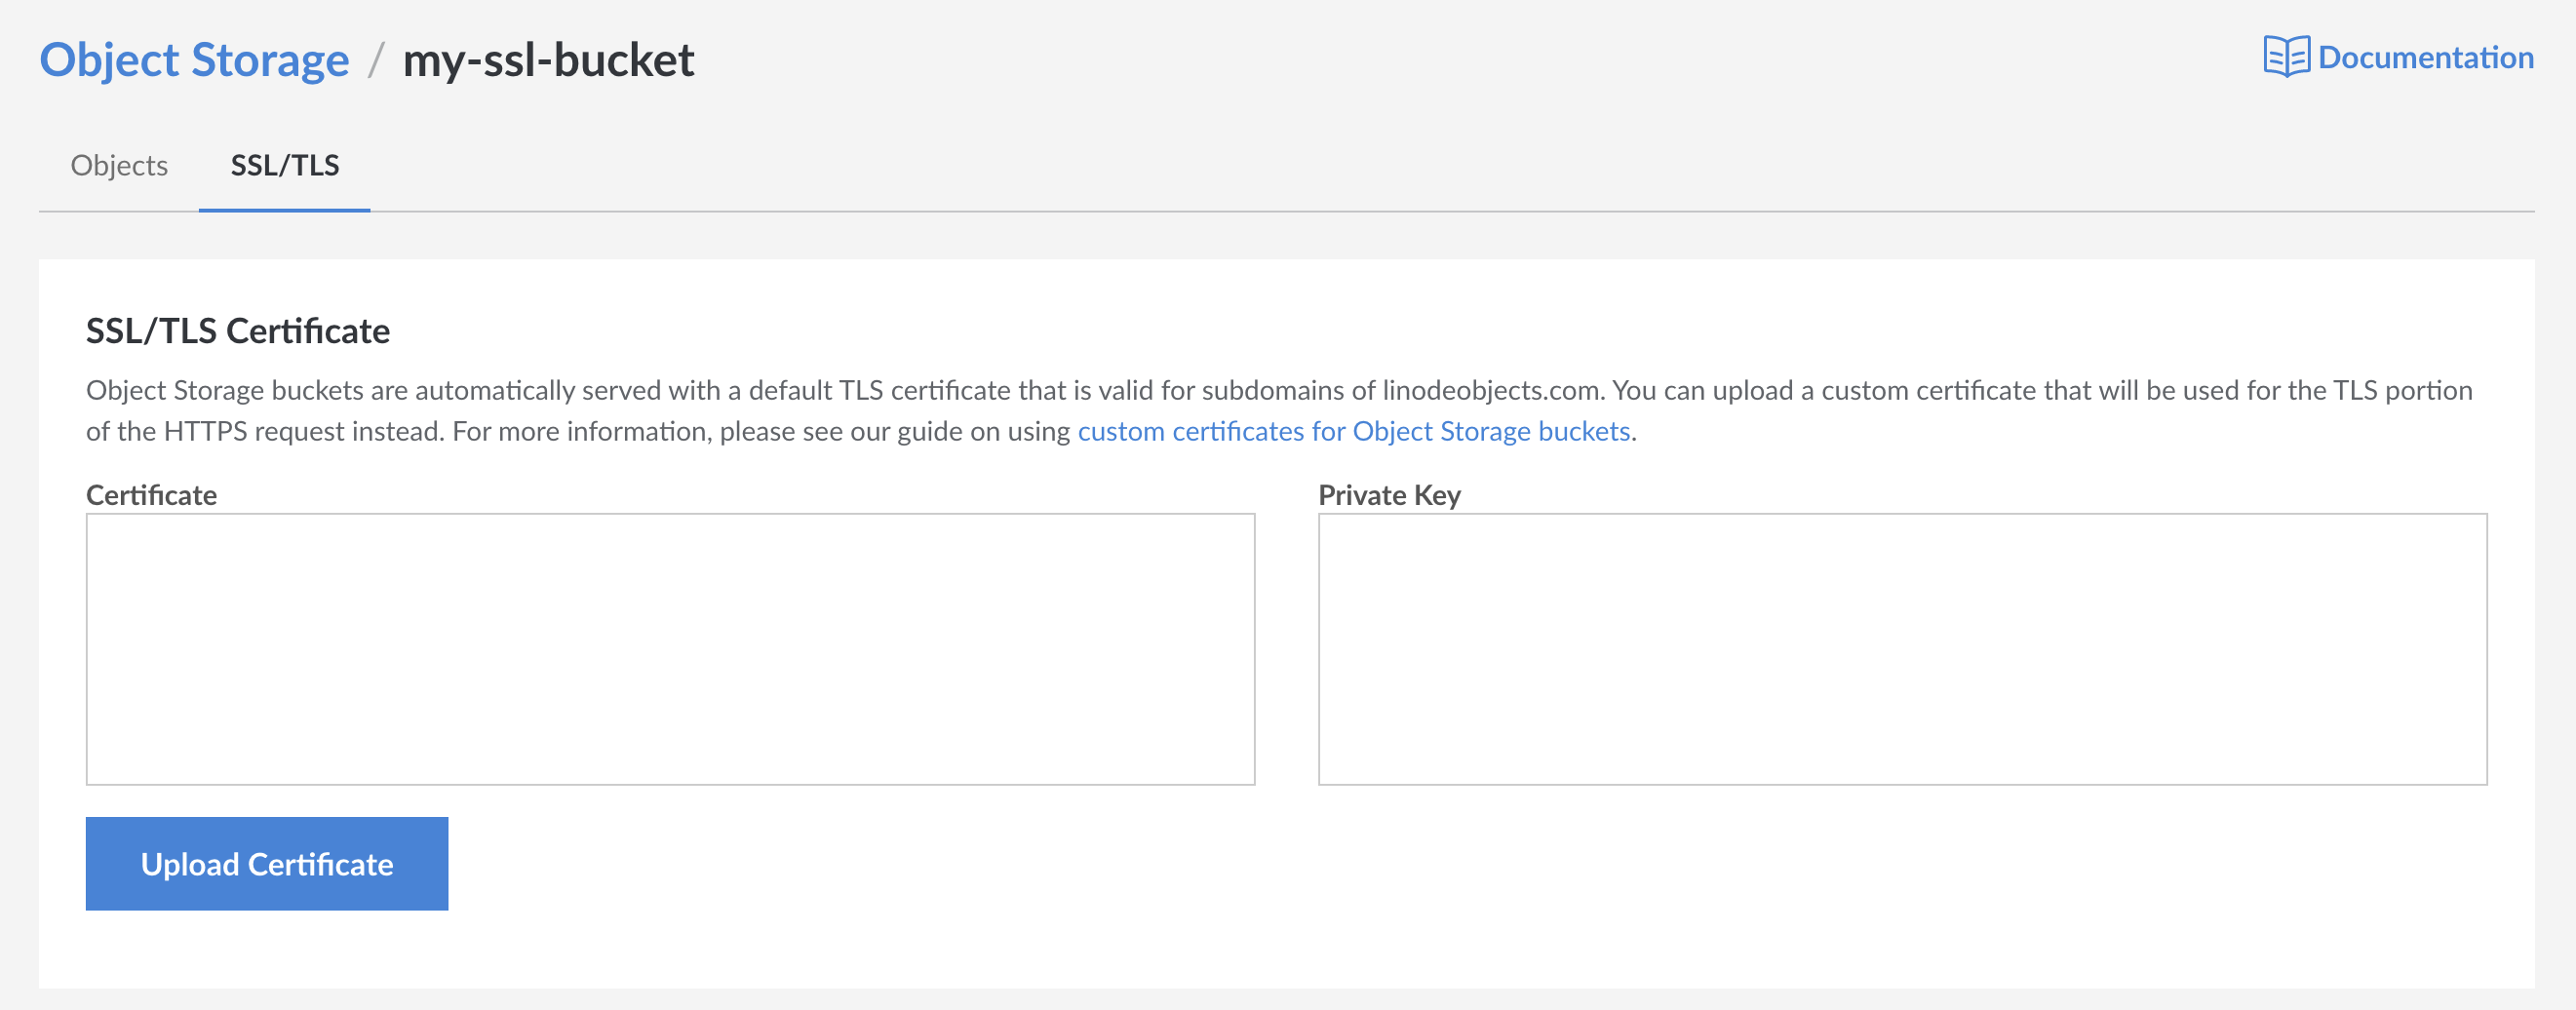 Object Storage / my-ssl-bucket
Documentation
Objects
SSL/TLS
SSL/TLS Certificate
Object Storage buckets are automatically served with a default TLS certificate that is valid for subdomains of linodeobjects.com. You can upload a custom certificate that will be used for the TLS portion
of the HTTPS request instead. For more information, please see our guide on using custom certificates for Object Storage buckets.
Certificate
Private Key
Upload Certificate